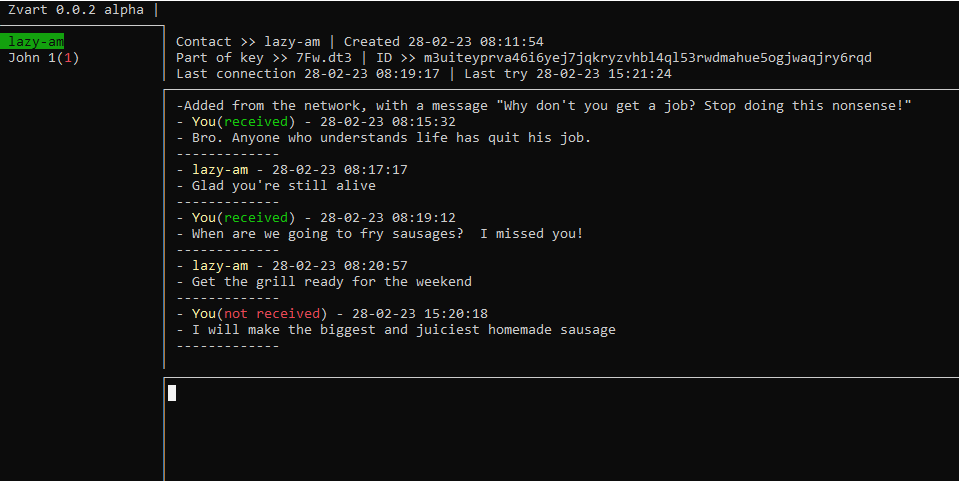 Zvart 0.0.2 alpha |
lazy-am
John 1(1)
Contact >> lazy-am | Created 28-02-23 08:11:54
Part of key >> 7Fw.dt3 | ID >> m3uiteyprva46i6yej7jqkryzvhbl4ql53rwdmahue5ogjwaqjry6rqd
Last connection 28-02-23 08:19:17 | Last try 28-02-23 15:21:24
-Added from the network, with a message "Why don't you get a job? Stop doing this nonsense!"
- You(received) - 28-02-23 08:15:32
- Bro. Anyone who understands life has quit his job.
-------------
- lazy-am - 28-02-23 08:17:17
- Glad you're still alive
-------------
- You(received) - 28-02-23 08:19:12
- When are we going to fry sausages?  I missed you!
-------------
- lazy-am - 28-02-23 08:20:57
- Get the grill ready for the weekend
-------------
- You(not received) - 28-02-23 15:20:18
- I will make the biggest and juiciest homemade sausage
-------------